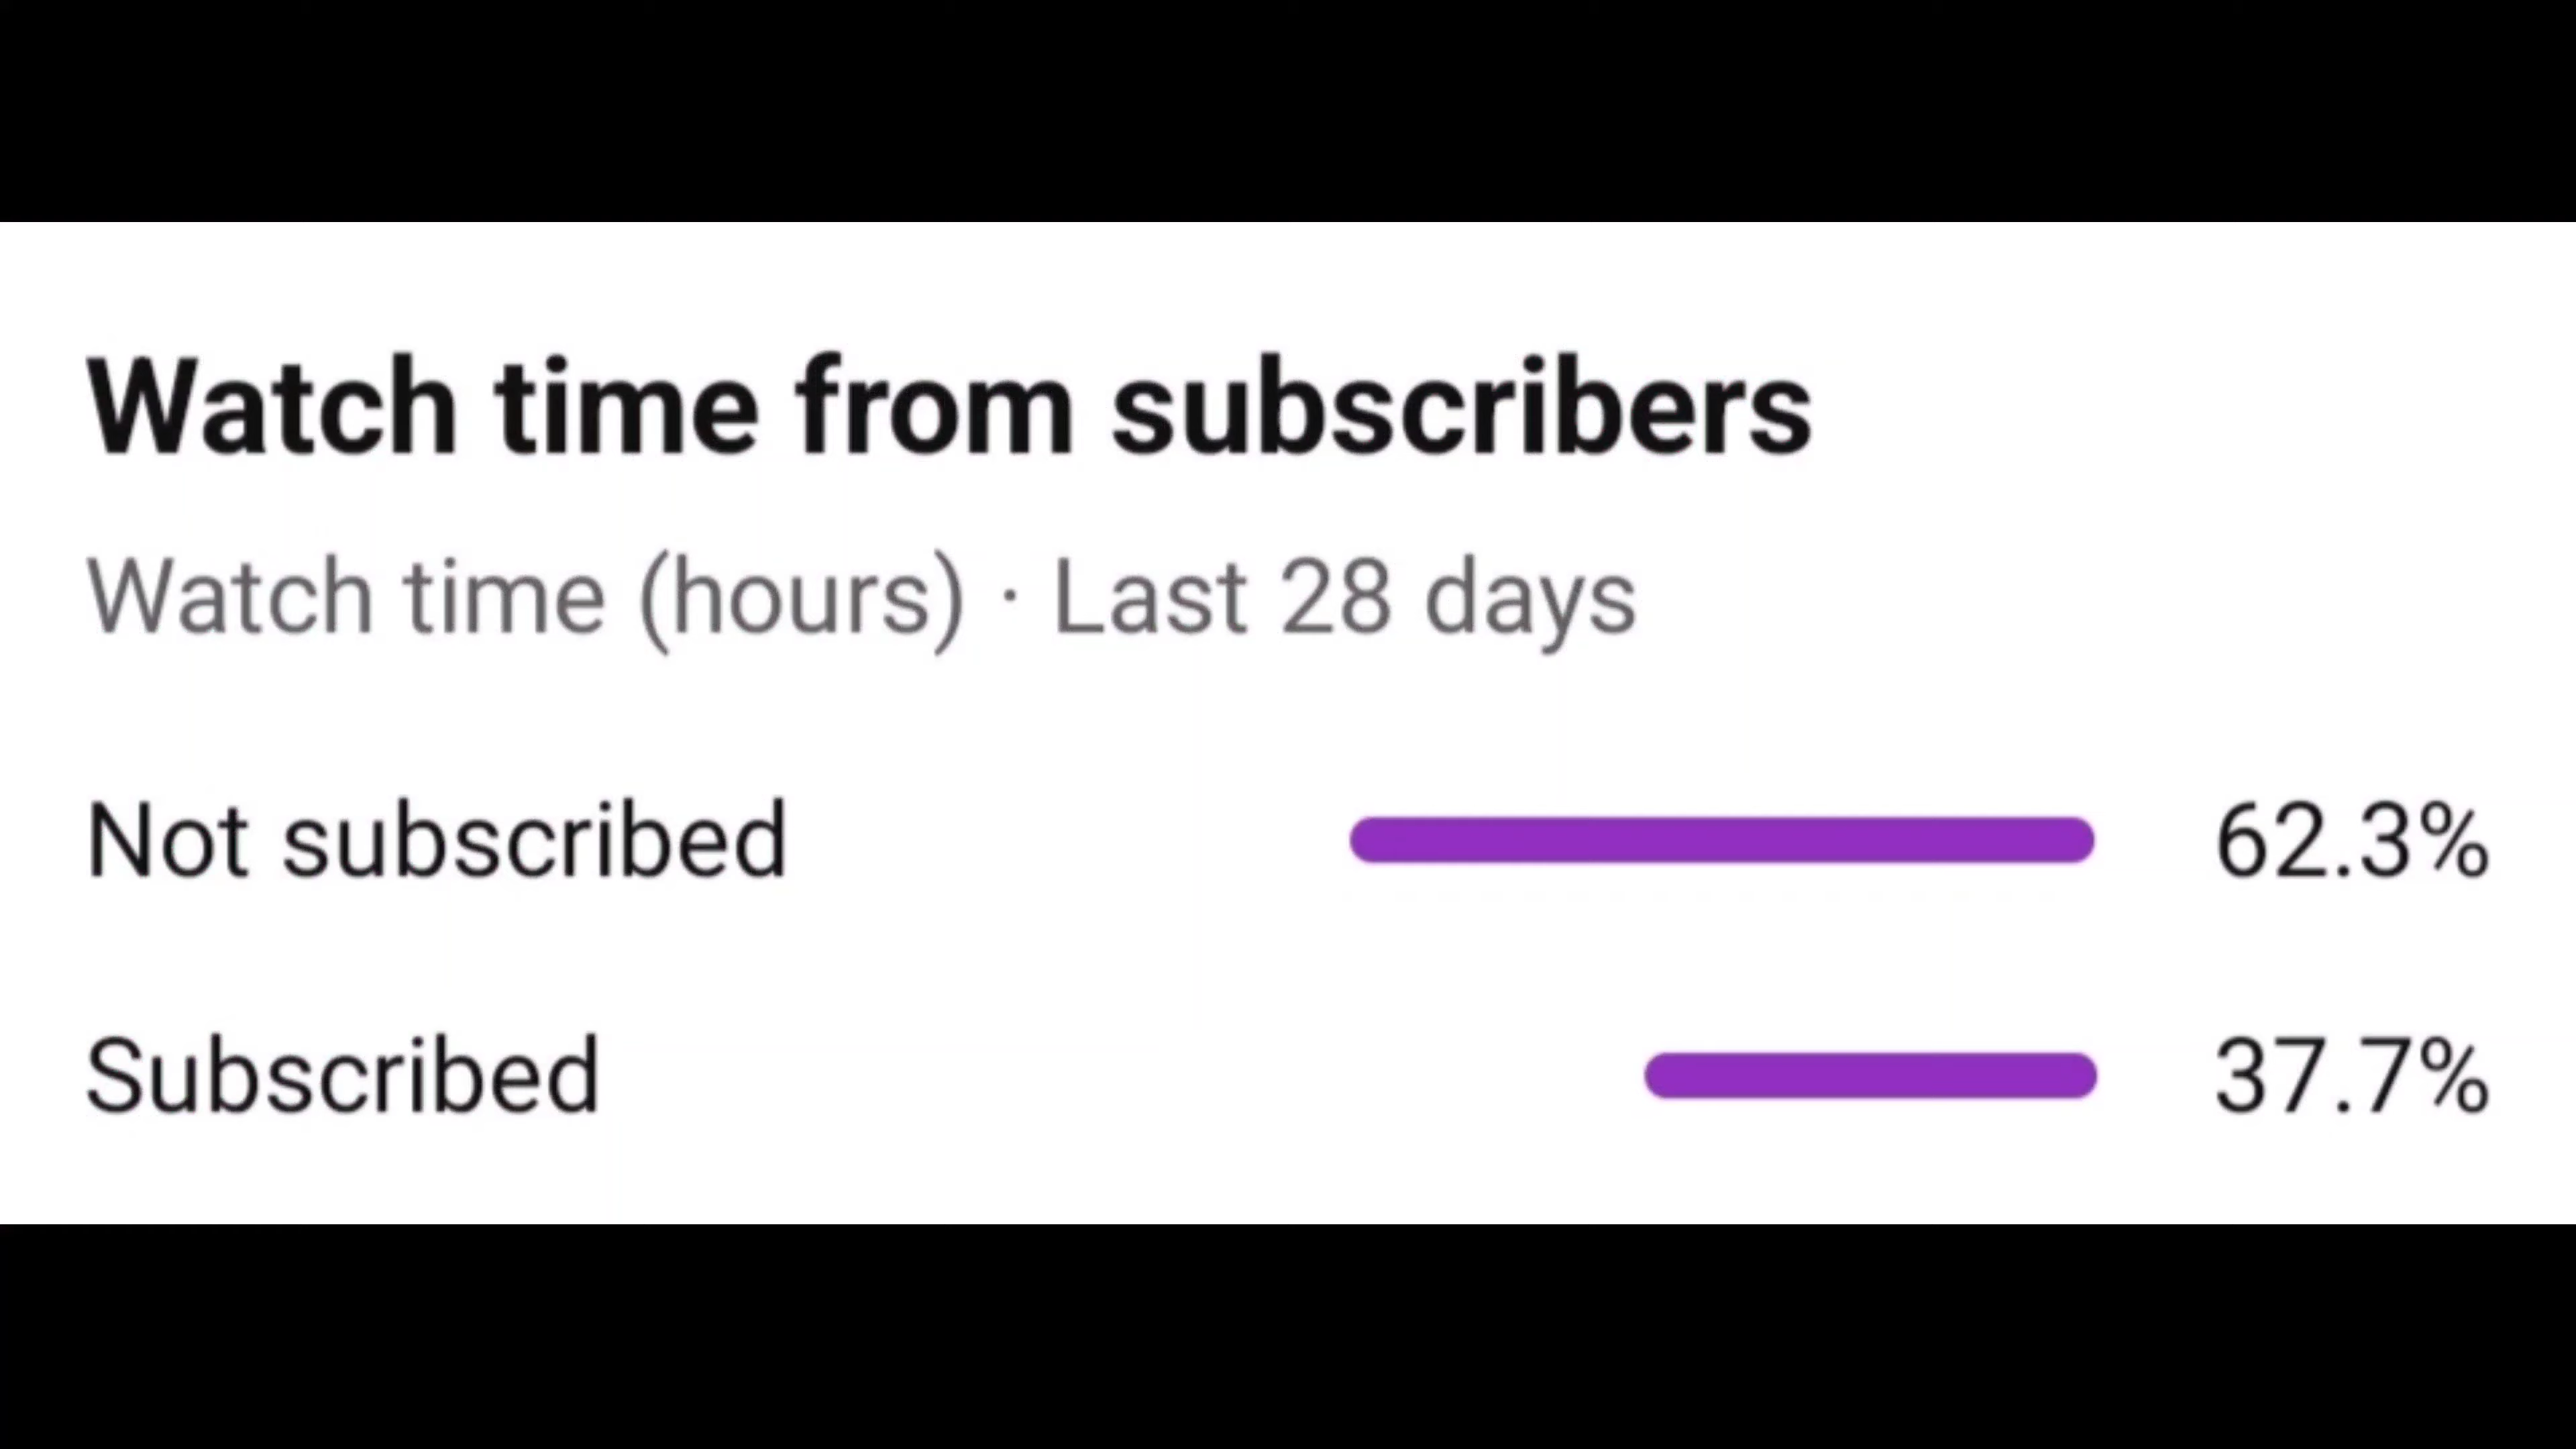 Watch time from subscribers
Watch time (hours) · Last 28 days
Not subscribed 62.3%
Subscribed 37.7%